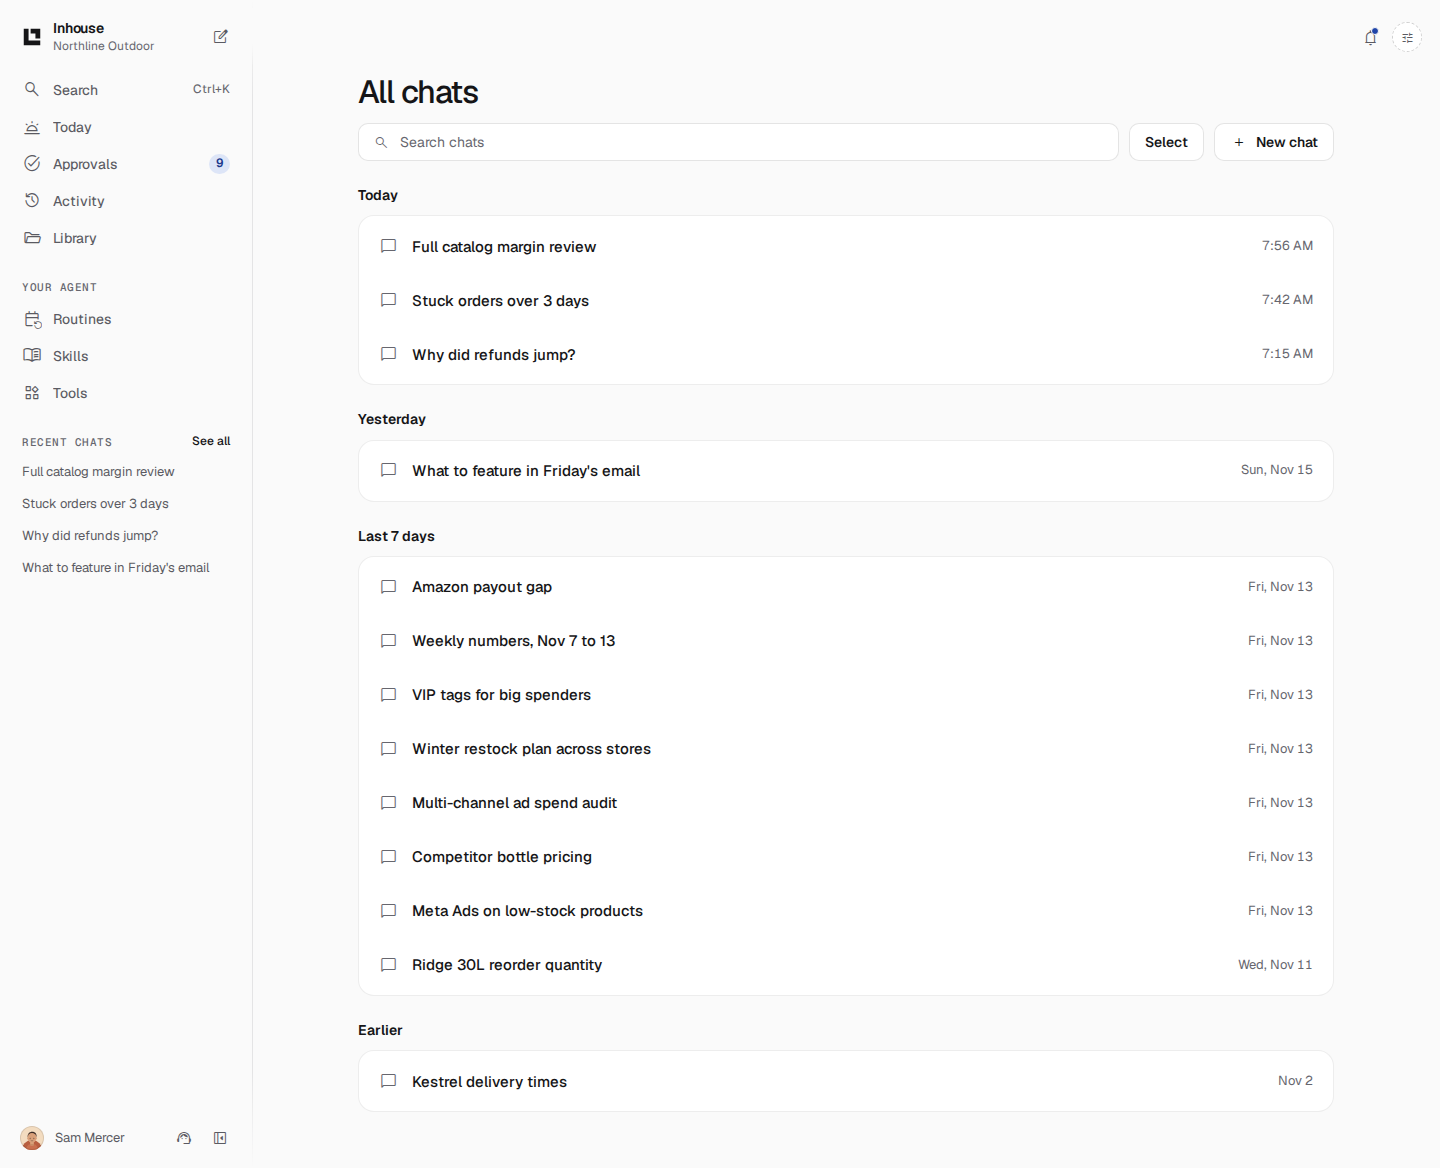 Inhouse
Northline Outdoor
Search Ctrl+K
Today
Approvals 9
Activity
Library
YOUR AGENT
Routines
Skills
Tools
RECENT CHATS See all
Full catalog margin review
Stuck orders over 3 days
Why did refunds jump?
What to feature in Friday's email
Sam Mercer
All chats
Search chats
Select
+ New chat
Today
Full catalog margin review 7:56 AM
Stuck orders over 3 days 7:42 AM
Why did refunds jump? 7:15 AM
Yesterday
What to feature in Friday's email Sun, Nov 15
Last 7 days
Amazon payout gap Fri, Nov 13
Weekly numbers, Nov 7 to 13 Fri, Nov 13
VIP tags for big spenders Fri, Nov 13
Winter restock plan across stores Fri, Nov 13
Multi-channel ad spend audit Fri, Nov 13
Competitor bottle pricing Fri, Nov 13
Meta Ads on low-stock products Fri, Nov 13
Ridge 30L reorder quantity Wed, Nov 11
Earlier
Kestrel delivery times Nov 2